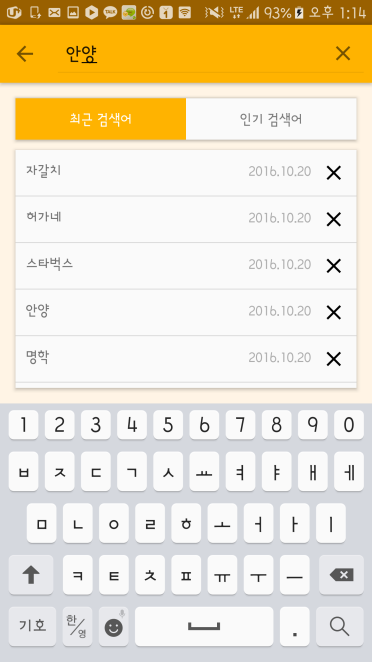 LTE 93% 오후 1:14
안양
최근 검색어 인기 검색어
자갈치 2016.10.20
허가네 2016.10.20
스타벅스 2016.10.20
안양 2016.10.20
명학 2016.10.20
1 2 3 4 5 6 7 8 9 0
ㅂ ㅈ ㄷ ㄱ ㅅ ㅛ ㅕ ㅑ ㅐ ㅔ
ㅁ ㄴ ㅇ ㄹ ㅎ ㅗ ㅓ ㅏ ㅣ
ㅋ ㅌ ㅊ ㅍ ㅠ ㅜ ㅡ
기호 한/영 .